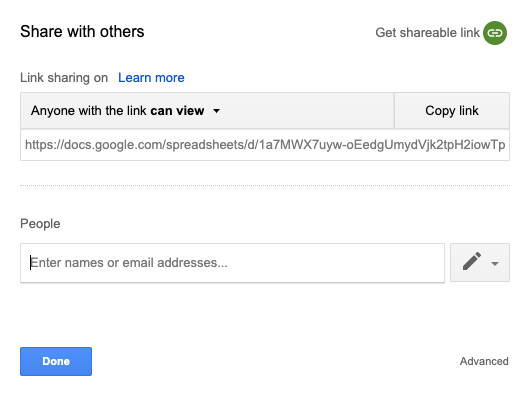 Share with others
Get shareable link
Link sharing on Learn more
Anyone with the link can view
Copy link
https://docs.google.com/spreadsheets/d/1a7MWX7uyw-oEedgUmydVjk2tpH2iowTp
People
Enter names or email addresses...
Done
Advanced